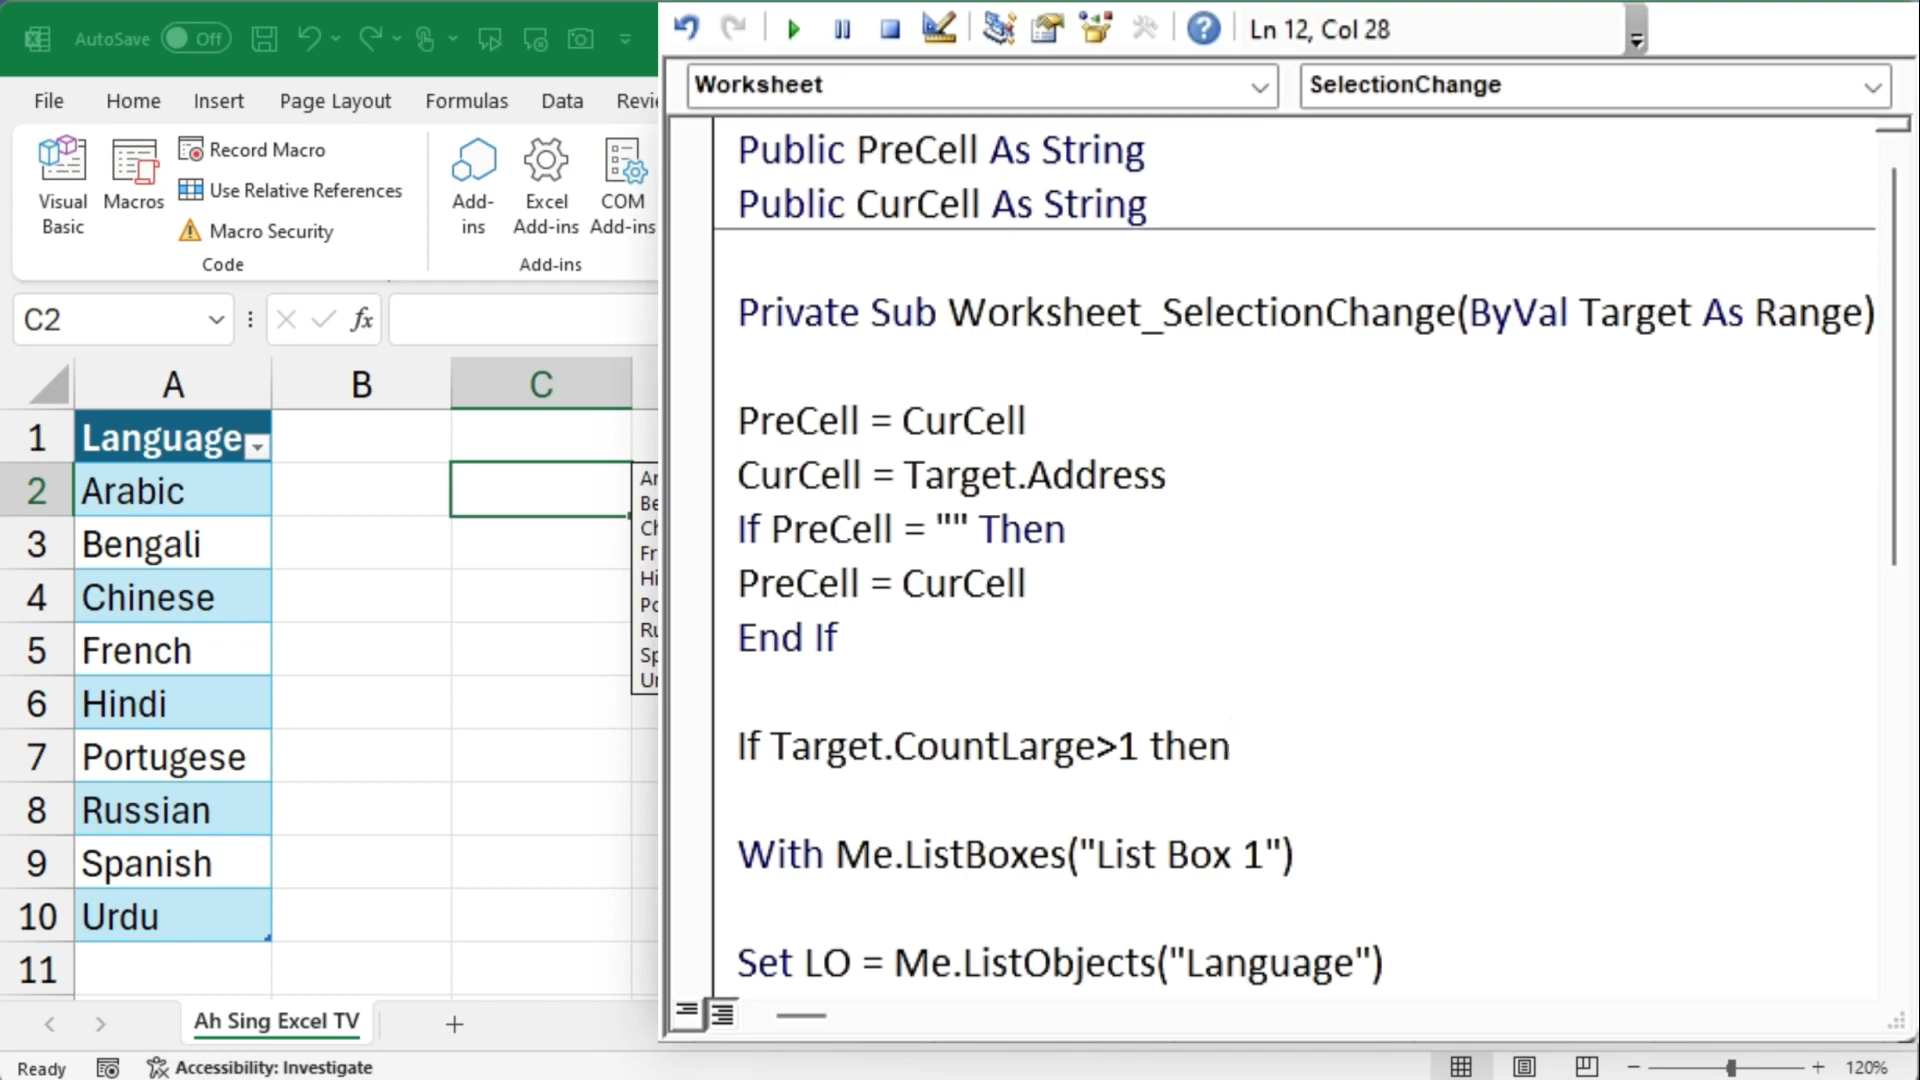 AutoSave Off
File Home Insert Page Layout Formulas Data
Visual Basic
Macros
Record Macro
Use Relative References
Macro Security
Code
Add-ins
Excel Add-ins
COM Add-ins
Add-ins
C2
fx
A B C
1 Language
2 Arabic
3 Bengali
4 Chinese
5 French
6 Hindi
7 Portugese
8 Russian
9 Spanish
10 Urdu
11
Ah Sing Excel TV
Ready
Accessibility: Investigate
Ln 12, Col 28
Worksheet
SelectionChange
Public PreCell As String
Public CurCell As String
Private Sub Worksheet_SelectionChange(ByVal Target As Range)
PreCell = CurCell
CurCell = Target.Address
If PreCell = "" Then
PreCell = CurCell
End If
If Target.CountLarge>1 then
With Me.ListBoxes("List Box 1")
Set LO = Me.ListObjects("Language")
120%